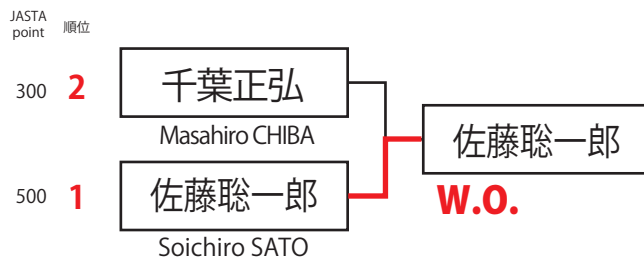 JASTA
point 順位
300 2 千葉正弘
Masahiro CHIBA
佐藤聡一郎
W.O.
500 1 佐藤聡一郎
Soichiro SATO